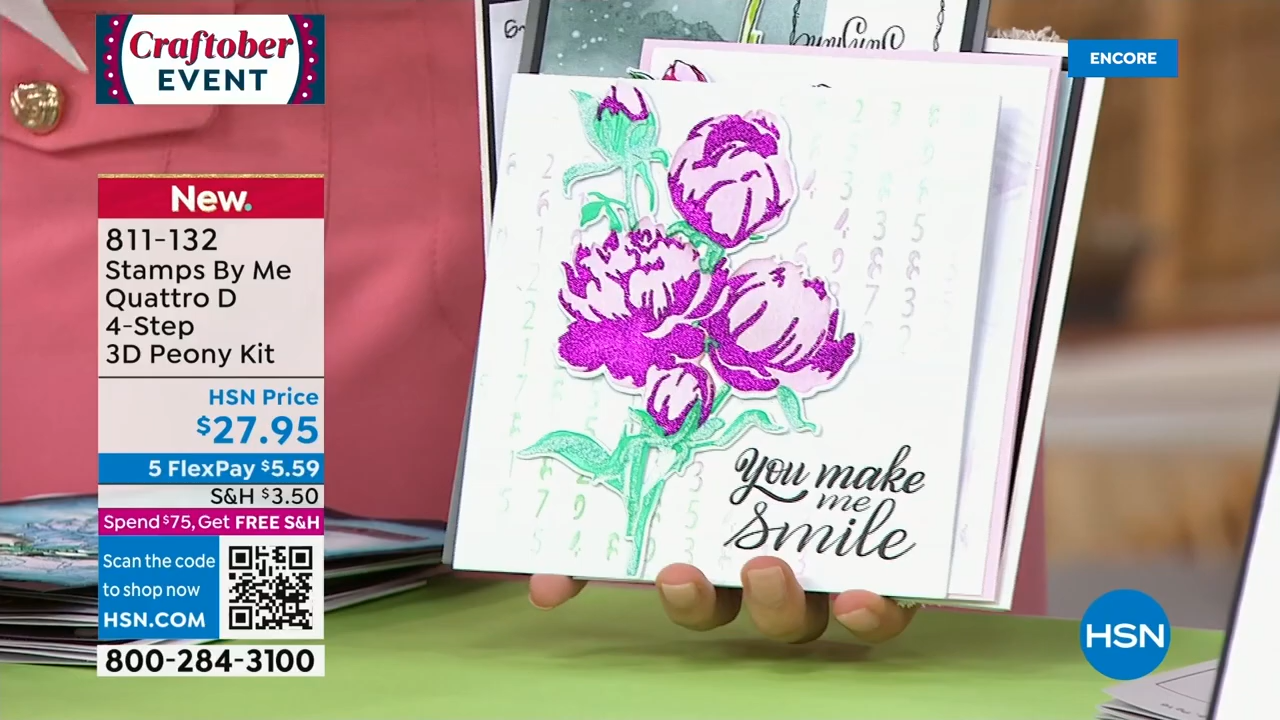 Craftober
EVENT
ENCORE
New.
811-132
Stamps By Me
Quattro D
4-Step
3D Peony Kit
HSN Price
$27.95
5 FlexPay $5.59
S&H $3.50
Spend $75, Get FREE S&H
Scan the code
to shop now
HSN.COM
800-284-3100
you make
me
smile
HSN